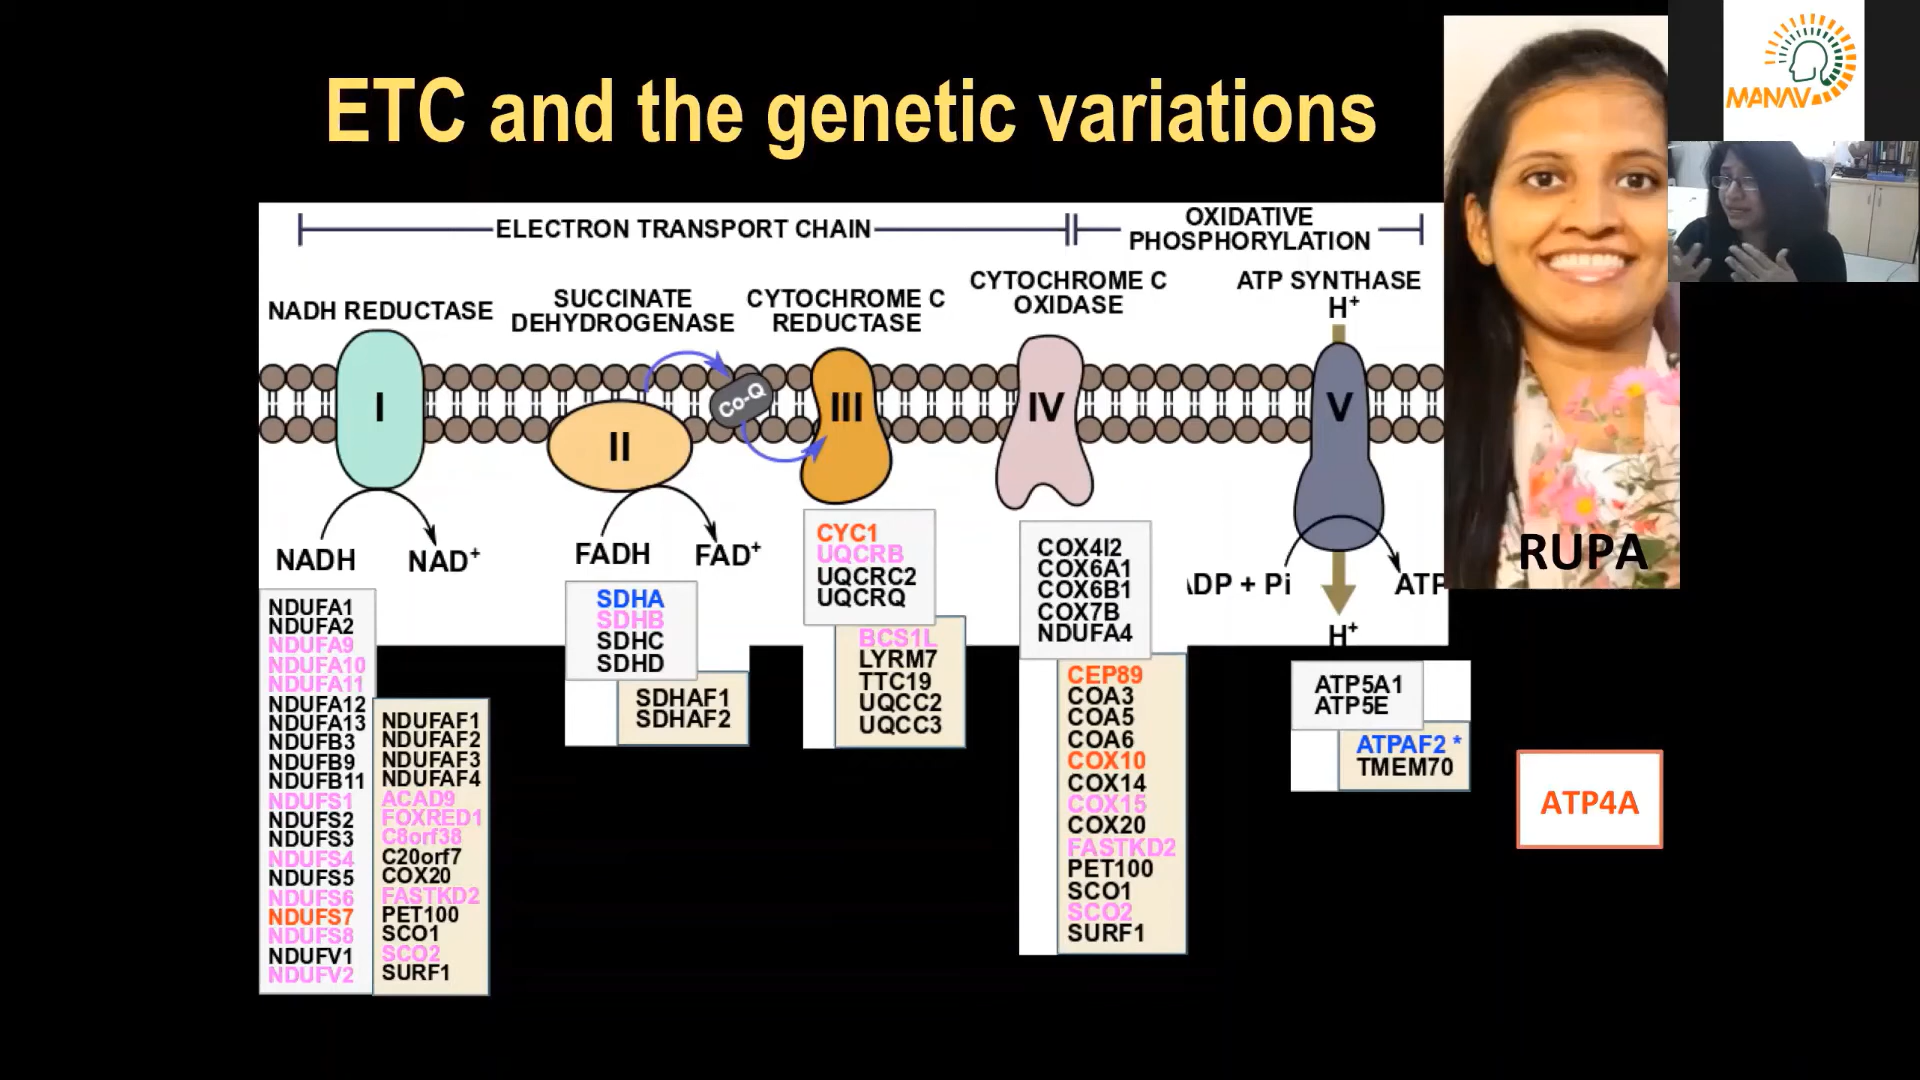 ETC and the genetic variations
MANAV
ELECTRON TRANSPORT CHAIN
OXIDATIVE
PHOSPHORYLATION
NADH REDUCTASE
SUCCINATE
DEHYDROGENASE
CYTOCHROME C
REDUCTASE
CYTOCHROME C
OXIDASE
ATP SYNTHASE
H+
I
II
Co-Q
III
IV
V
NADH
NAD+
FADH
FAD+
DP + Pi
ATP
H+
RUPA
NDUFA1
NDUFA2
NDUFA9
NDUFA10
NDUFA11
NDUFA12
NDUFA13
NDUFB3
NDUFB9
NDUFB11
NDUFS1
NDUFS2
NDUFS3
NDUFS4
NDUFS5
NDUFS6
NDUFS7
NDUFS8
NDUFV1
NDUFV2
NDUFAF1
NDUFAF2
NDUFAF3
NDUFAF4
ACAD9
FOXRED1
C8orf38
C20orf7
COX20
FASTKD2
PET100
SCO1
SCO2
SURF1
SDHA
SDHB
SDHC
SDHD
SDHAF1
SDHAF2
CYC1
UQCRB
UQCRC2
UQCRQ
BCS1L
LYRM7
TTC19
UQCC2
UQCC3
COX4I2
COX6A1
COX6B1
COX7B
NDUFA4
CEP89
COA3
COA5
COA6
COX10
COX14
COX15
COX20
FASTKD2
PET100
SCO1
SCO2
SURF1
ATP5A1
ATP5E
ATPAF2 *
TMEM70
ATP4A